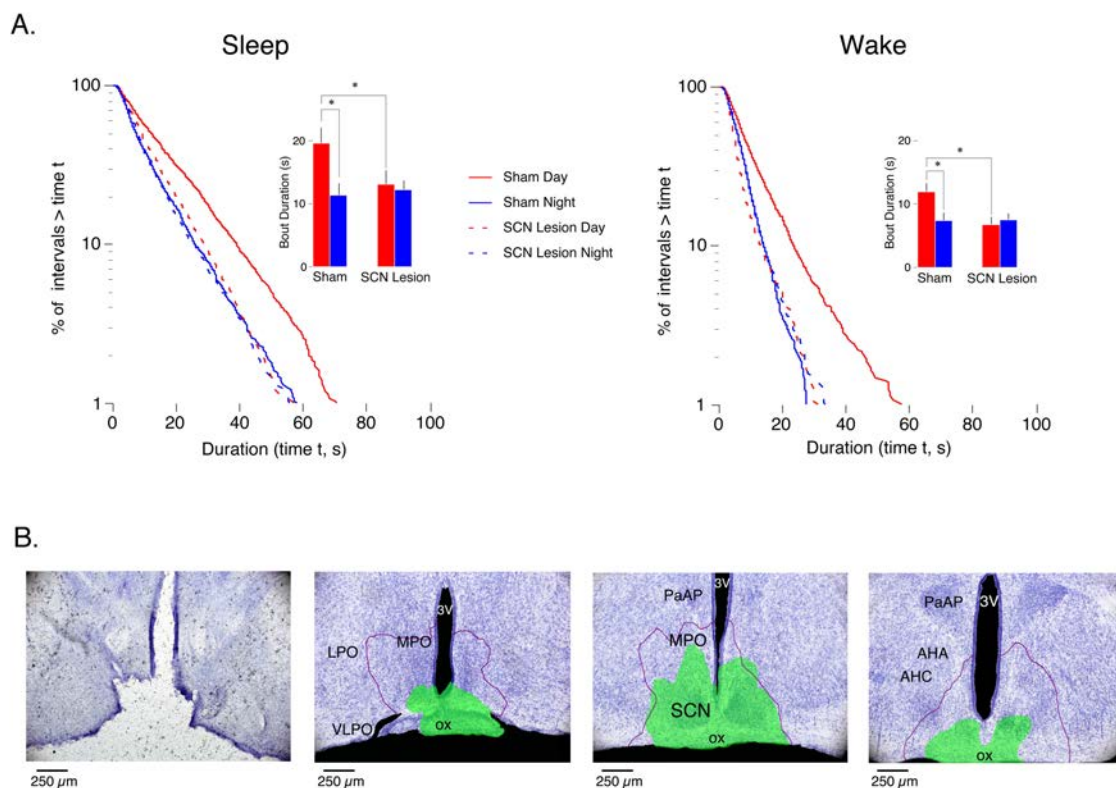 A.
Sleep
100
10
1
% of intervals > time t
0 20 40 60 80 100
Duration (time t, s)
20
10
0
Bout Duration (s)
*
*
Sham SCN Lesion
Sham Day
Sham Night
SCN Lesion Day
SCN Lesion Night
Wake
100
10
1
% of intervals > time t
0 20 40 60 80 100
Duration (time t, s)
20
10
0
Bout Duration (s)
*
*
Sham SCN Lesion
B.
250 µm
3V
LPO
MPO
VLPO
ox
250 µm
3V
PaAP
MPO
SCN
ox
250 µm
PaAP
3V
AHA
AHC
ox
250 µm